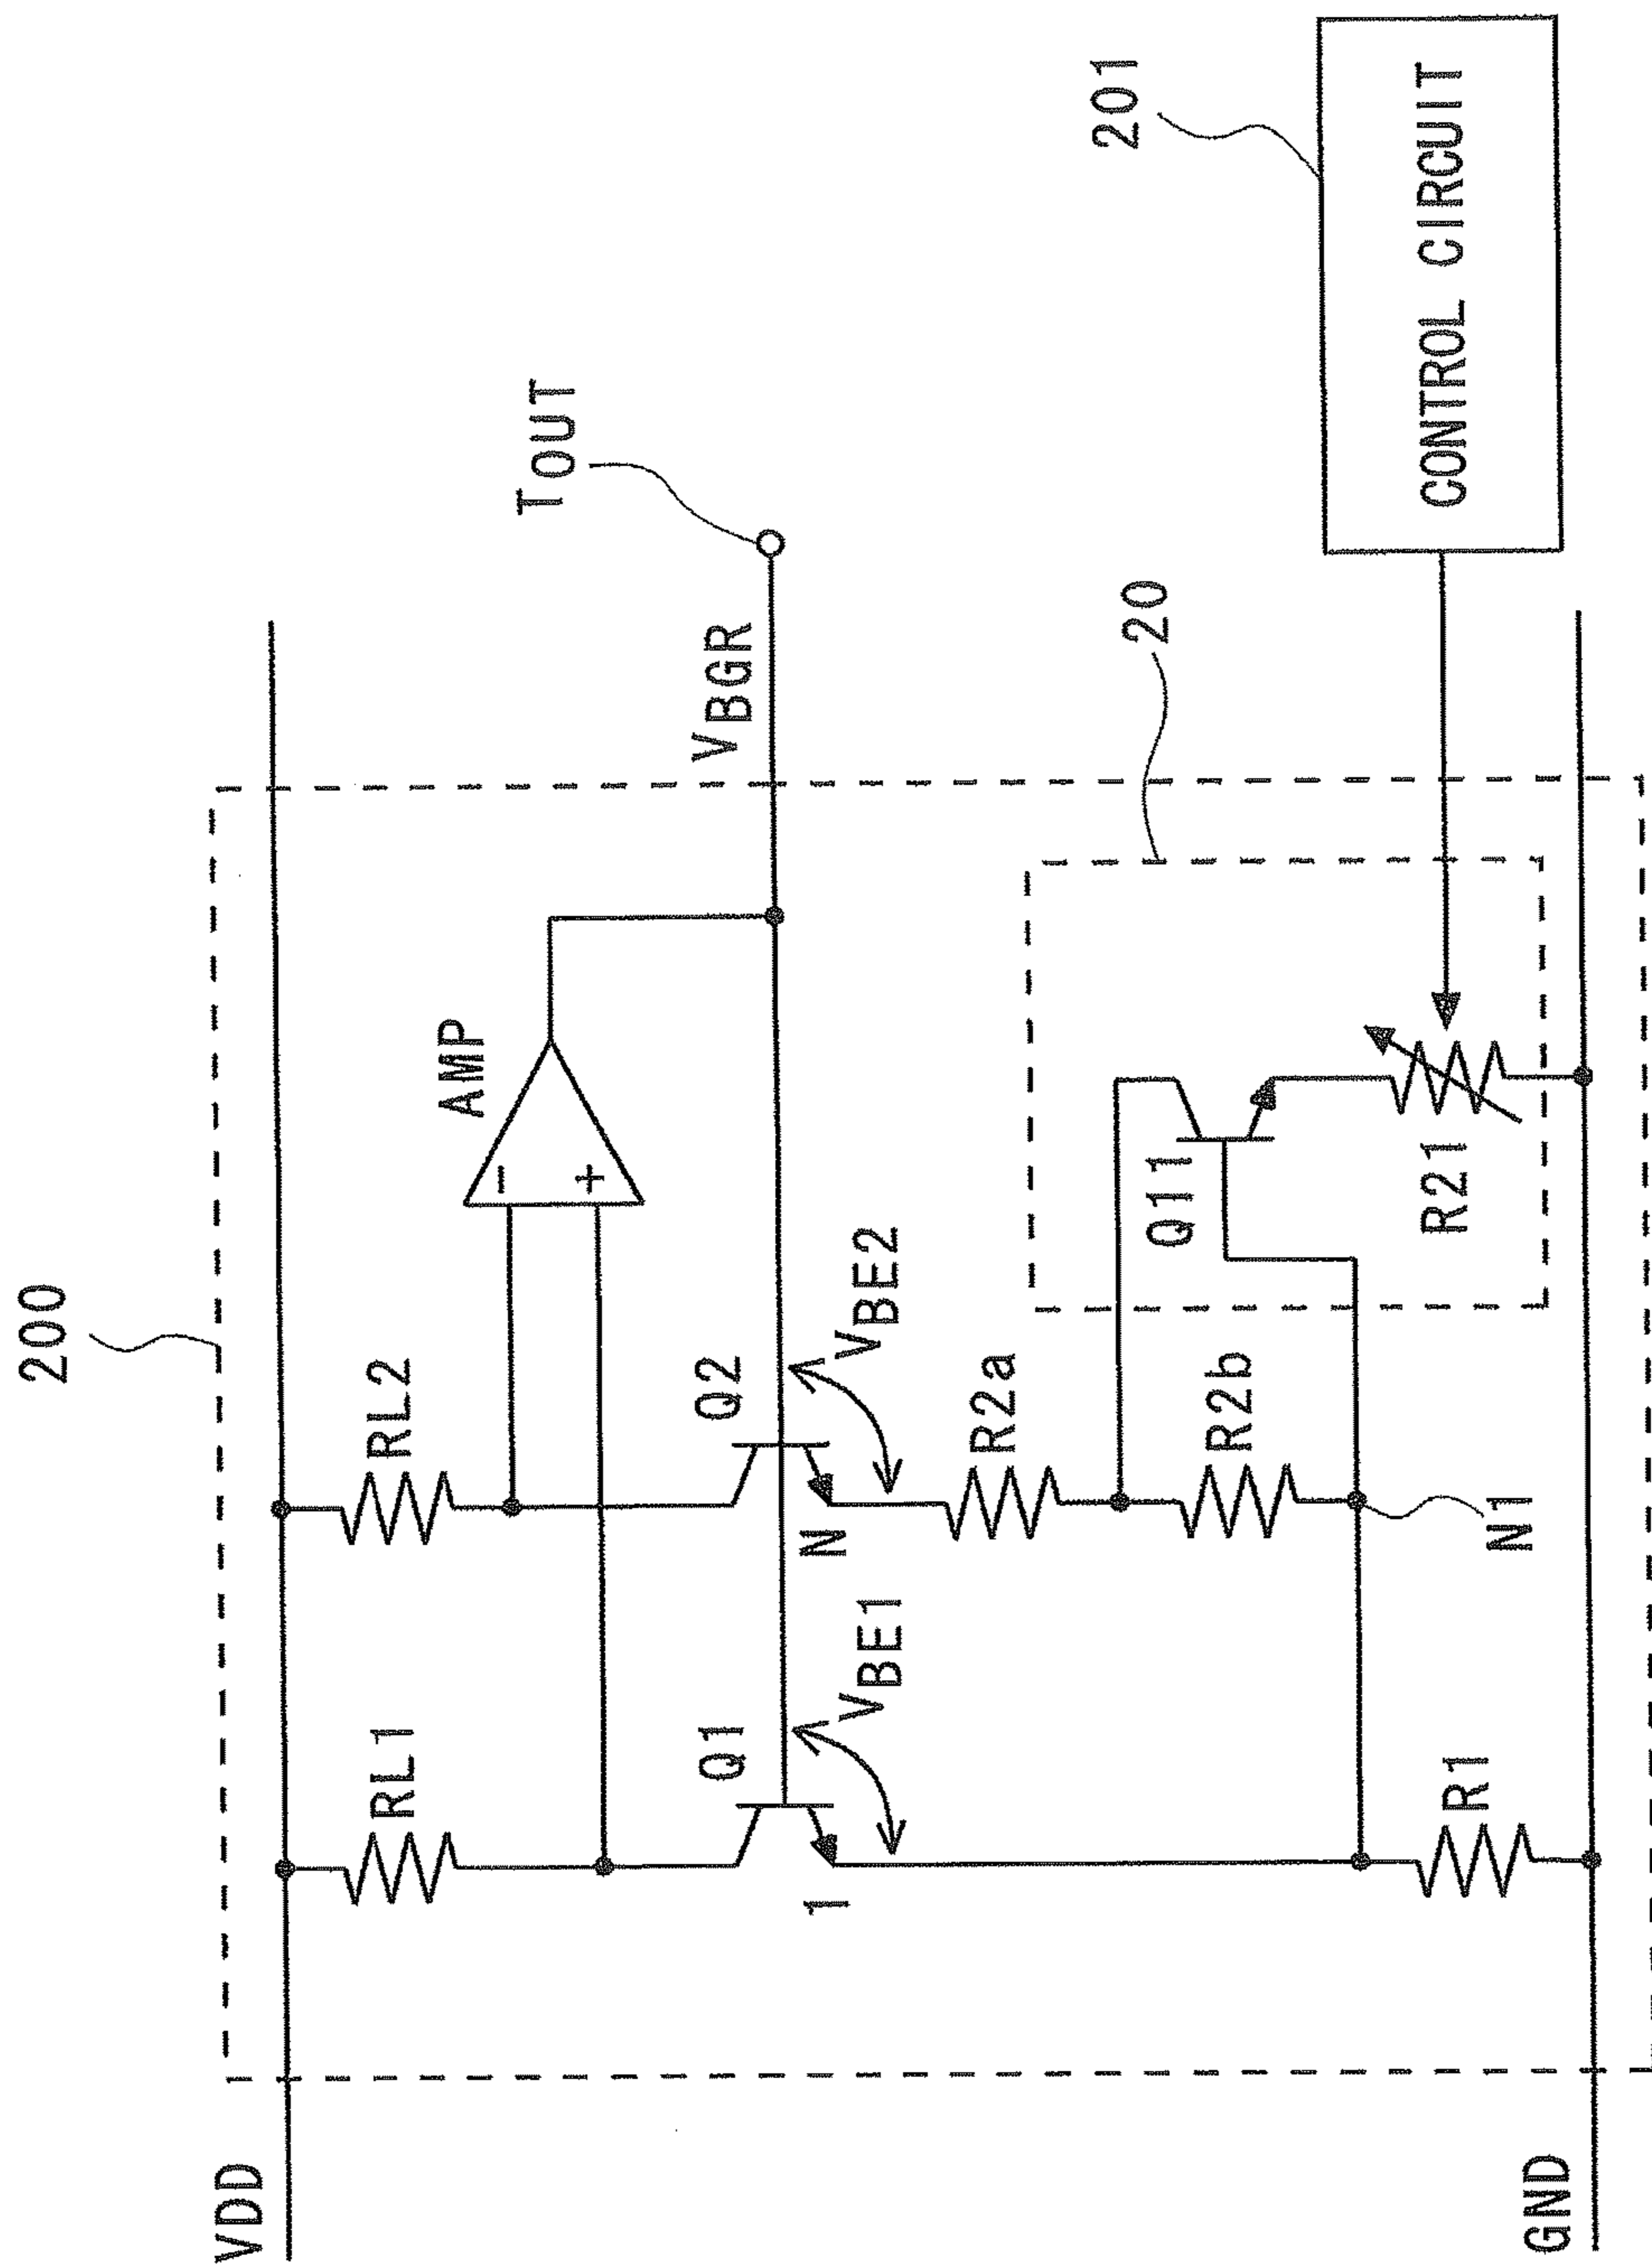 200
VDD
RL1
RL2
AMP
-
+
TOUT
VBGR
Q1
Q2
1
N
VBE1
VBE2
R2a
R2b
20
Q11
R21
201
CONTROL CIRCUIT
R1
N1
GND